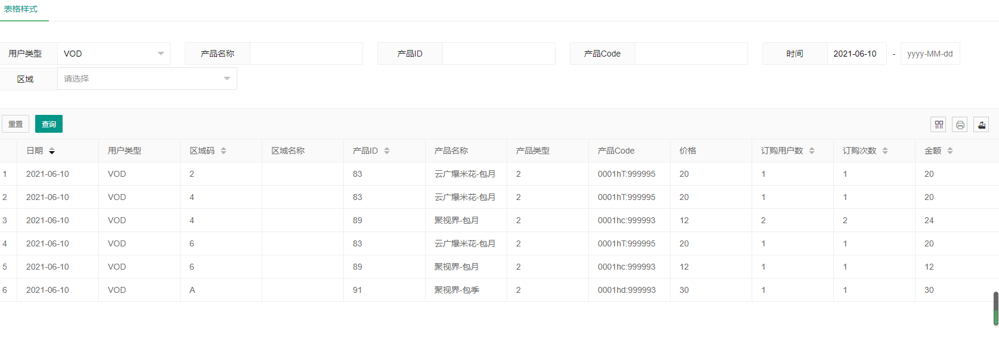 表格样式
用户类型 VOD 产品名称 产品ID 产品Code 时间 2021-06-10 - yyyy-MM-dd
区域 请选择
重置 查询
日期 用户类型 区域码 区域名称 产品ID 产品名称 产品类型 产品Code 价格 订购用户数 订购次数 金额
1 2021-06-10 VOD 2 83 云广爆米花-包月 2 0001hT:999995 20 1 1 20
2 2021-06-10 VOD 4 83 云广爆米花-包月 2 0001hT:999995 20 1 1 20
3 2021-06-10 VOD 4 89 聚视界-包月 2 0001hc:999993 12 2 2 24
4 2021-06-10 VOD 6 83 云广爆米花-包月 2 0001hT:999995 20 1 1 20
5 2021-06-10 VOD 6 89 聚视界-包月 2 0001hc:999993 12 1 1 12
6 2021-06-10 VOD A 91 聚视界-包季 2 0001hd:999993 30 1 1 30